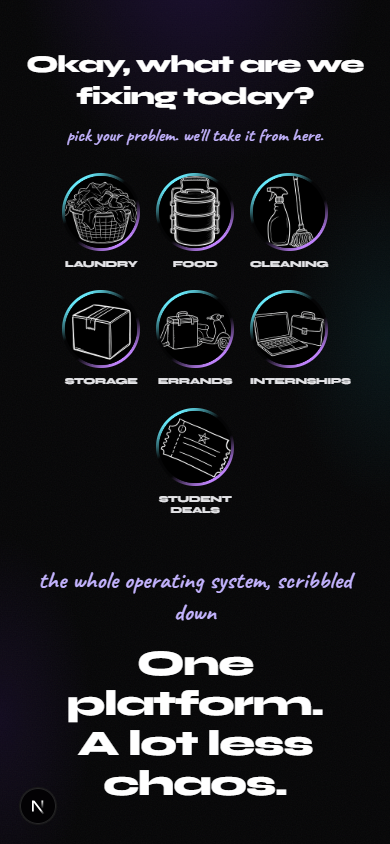 Okay, what are we
fixing today?
pick your problem. we'll take it from here.
LAUNDRY FOOD CLEANING
STORAGE ERRANDS INTERNSHIPS
STUDENT
DEALS
the whole operating system, scribbled
down
One
platform.
A lot less
chaos.
N